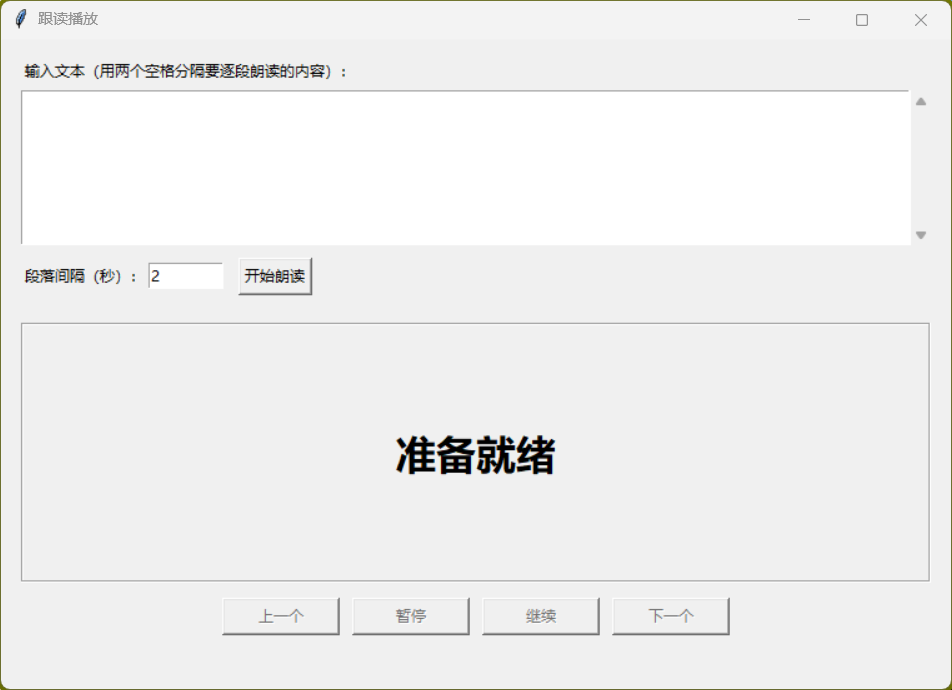 跟读播放
输入文本（用两个空格分隔要逐段朗读的内容）：
段落间隔（秒）： 2 开始朗读
准备就绪
上一个 暂停 继续 下一个